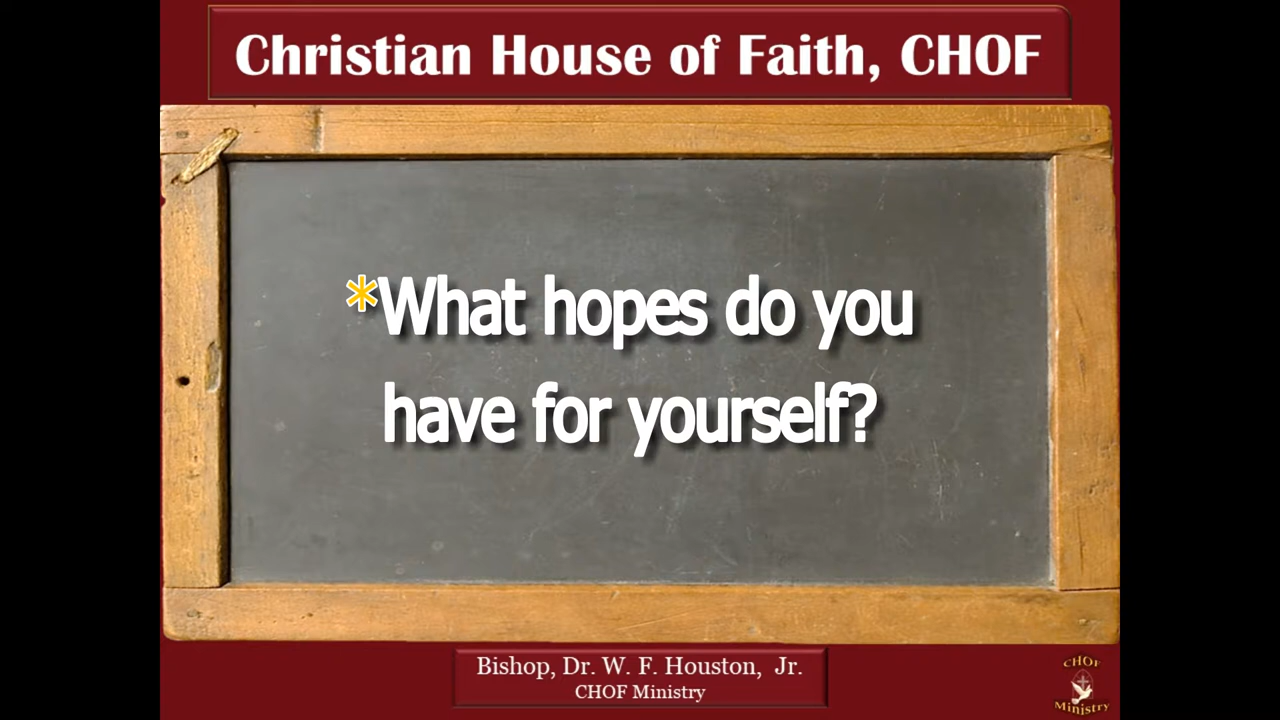 Christian House of Faith, CHOF
*What hopes do you
have for yourself?
Bishop, Dr. W. F. Houston, Jr.
CHOF Ministry
CHOF
Ministry